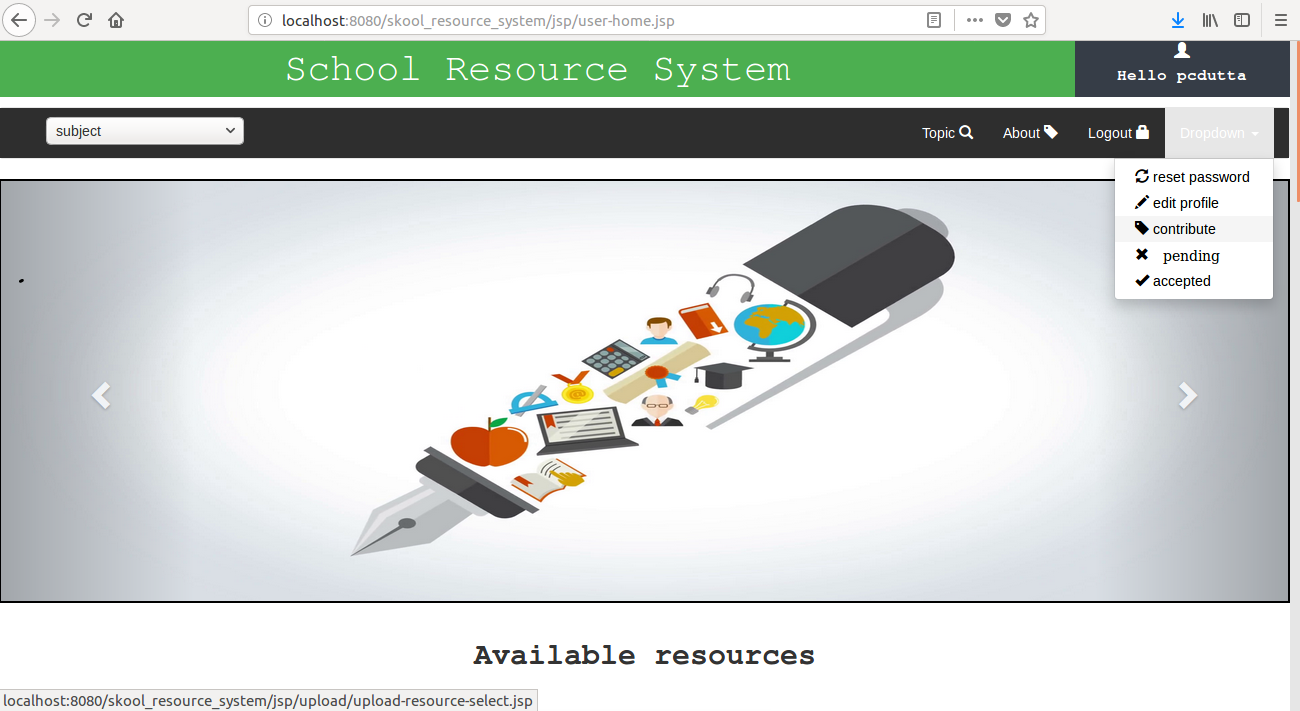 localhost:8080/skool_resource_system/jsp/user-home.jsp
School Resource System
Hello pcdutta
subject
Topic
About
Logout
Dropdown
reset password
edit profile
contribute
pending
accepted
Available resources
localhost:8080/skool_resource_system/jsp/upload/upload-resource-select.jsp